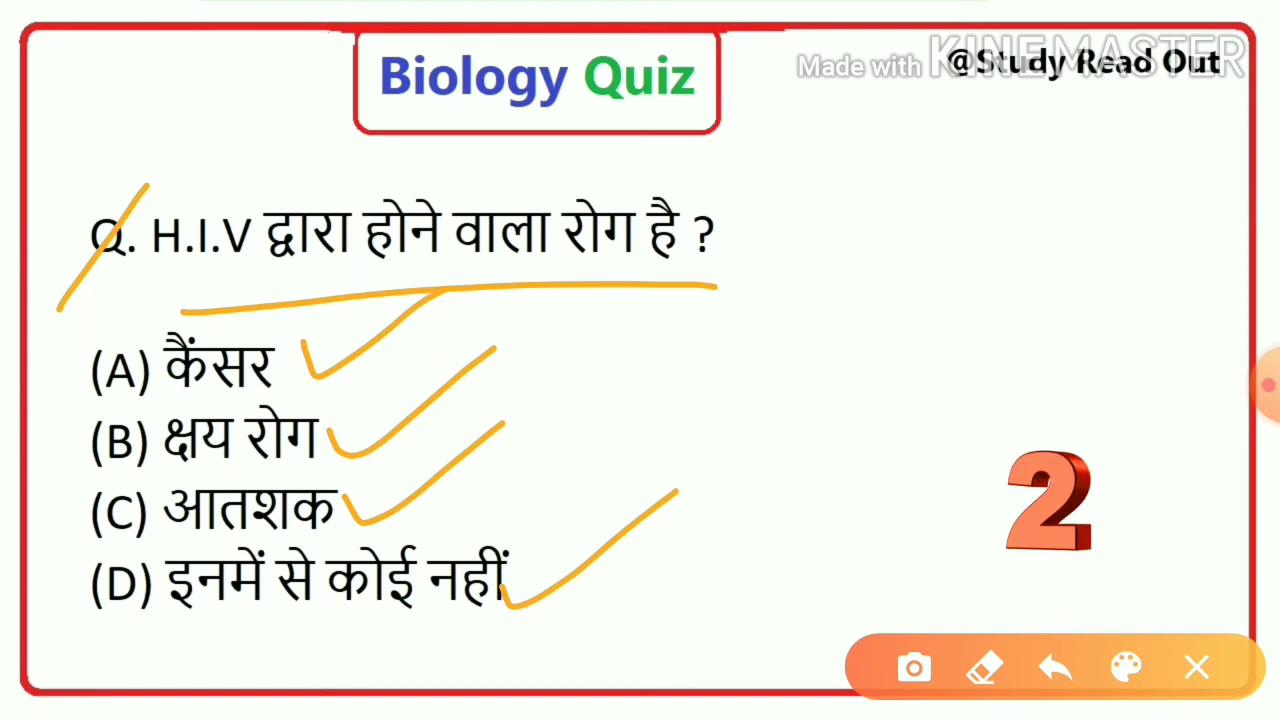 Biology Quiz
Made with KINEMASTER
@Study Read Out
Q. H.I.V द्वारा होने वाला रोग है ?
(A) कैंसर
(B) क्षय रोग
(C) आतशक
(D) इनमें से कोई नहीं
2